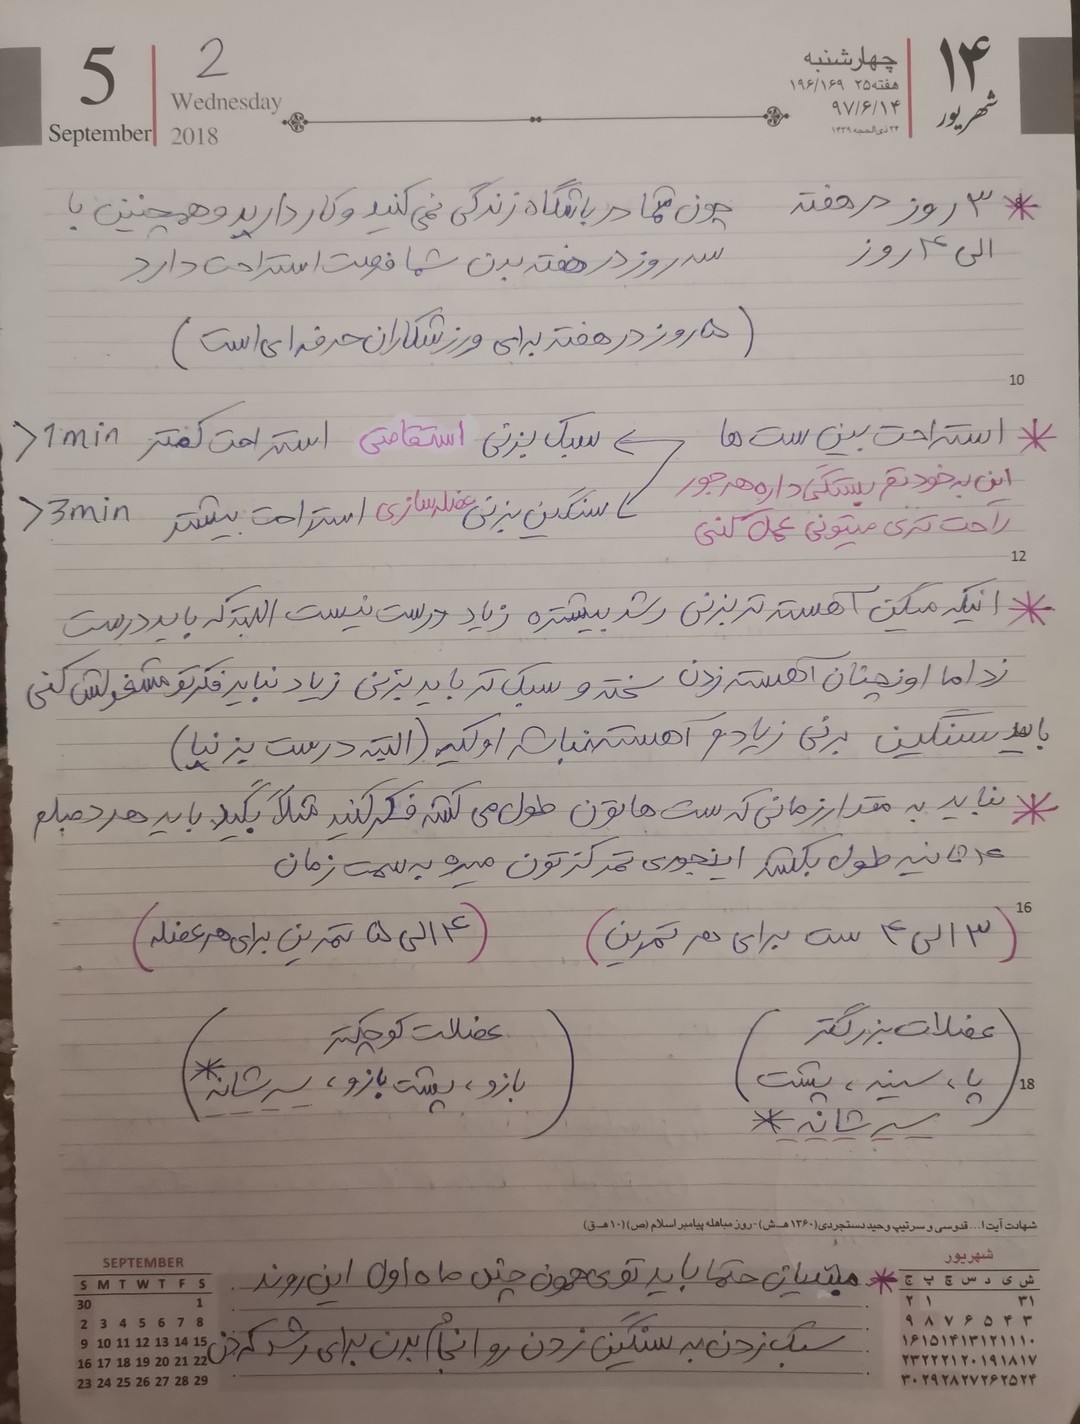 5
September
2
Wednesday
2018
چهارشنبه
هفته ۲۵ ۱۹۶/۱۶۹
۹۷/۶/۱۴
۲۴ ذی‌الحجه ۱۴۳۹
۱۴
شهریور
* ۳ روز در هفته چون شما در باشگاه زندگی نمی کنید و کار دارید و همچنین با
الی ۴ روز سه روز در هفته بدن شما فرصت استراحت دارد
(۵ روز در هفته برای ورزشکاران حرفه ای است)
10
* استراحت بین ست ها سبک بزنی استقامتی استراحت کمتر >1min
این به خودتم بستگی داره هر جور
سنگین بزنی عضله سازی استراحت بیشتر <3min
راحت تری میتونی عمل کنی
12
* اینکه میگن آهسته تر بزنی رشد بیشتره زیاد درست نیست البته که باید درست
زد اما اونچنان آهسته زدن سخته و سبک تر باید بزنی زیاد نباید فکرتو مشغولش کنی
باید سنگین بزنی زیادم آهسته نباشه اوکیه (البته درست بزنیا)
* نباید به مقدار زمانی که ست هاتون طول می کشه فکر کنید مثلاً بگید باید هر دمبلم
۴ ثانیه طول بکشه اینجوری تمرکزتون میره به سمت زمان
16
(۳ الی ۴ ست برای هر تمرین) (۴ الی ۵ تمرین برای هر عضله)
عضلات بزرگتر
پا، سینه، پشت
سرشانه *
عضلات کوچکتر
بازو، پشت بازو، سرشانه *
18
شهادت آیت ا... قدوسی و سرتیپ وحید دستجردی (۱۳۶۰ هـ.ش) - روز مباهله پیامبر اسلام (ص) (۱۰ هـ.ق)
* مبتدیان حتما باید توی همون چند ماه اول این روند
سبک زدن به سنگین زدن رو انجام بدن برای رشد کردن
SEPTEMBER
S M T W T F S
30 1
2 3 4 5 6 7 8
9 10 11 12 13 14 15
16 17 18 19 20 21 22
23 24 25 26 27 28 29
شهریور
ش ی د س چ پ ج
۳۱ ۱ ۲
۳ ۴ ۵ ۶ ۷ ۸ ۹
۱۰ ۱۱ ۱۲ ۱۳ ۱۴ ۱۵ ۱۶
۱۷ ۱۸ ۱۹ ۲۰ ۲۱ ۲۲ ۲۳
۲۴ ۲۵ ۲۶ ۲۷ ۲۸ ۲۹ ۳۰